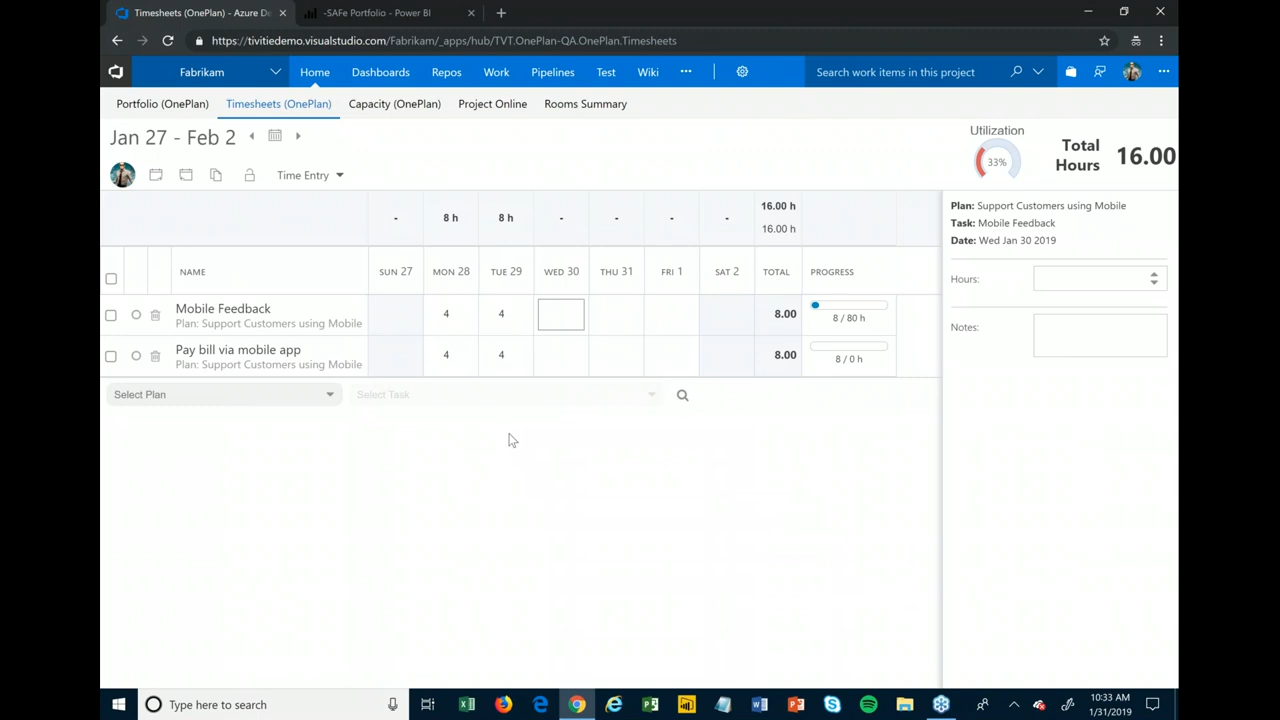 Timesheets (OnePlan) - Azure De
-SAFe Portfolio - Power BI
https://tivitiedemo.visualstudio.com/Fabrikam/_apps/hub/TVT.OnePlan-QA.OnePlan.Timesheets
Fabrikam Home Dashboards Repos Work Pipelines Test Wiki Search work items in this project
Portfolio (OnePlan) Timesheets (OnePlan) Capacity (OnePlan) Project Online Rooms Summary
Jan 27 - Feb 2
Utilization
33%
Total
Hours
16.00
Time Entry
- 8 h 8 h - - - - 16.00 h
16.00 h
NAME SUN 27 MON 28 TUE 29 WED 30 THU 31 FRI 1 SAT 2 TOTAL PROGRESS
Mobile Feedback 4 4 8.00
Plan: Support Customers using Mobile 8 / 80 h
Pay bill via mobile app 4 4 8.00
Plan: Support Customers using Mobile 8 / 0 h
Select Plan Select Task
Plan: Support Customers using Mobile
Task: Mobile Feedback
Date: Wed Jan 30 2019
Hours:
Notes:
Type here to search
10:33 AM
1/31/2019